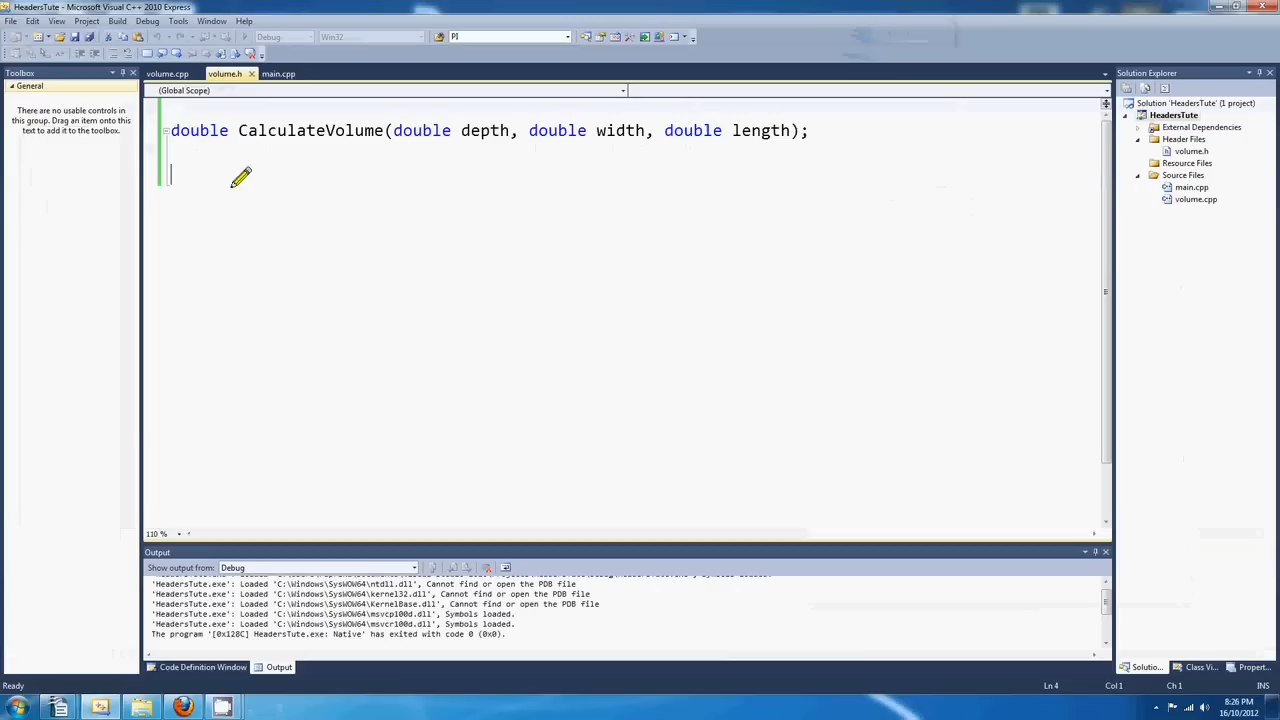 HeadersTute - Microsoft Visual C++ 2010 Express
File Edit View Project Build Debug Tools Window Help
Debug Win32 PI
Toolbox
General
There are no usable controls in
this group. Drag an item onto this
text to add it to the toolbox.
volume.cpp volume.h main.cpp
(Global Scope)
double CalculateVolume(double depth, double width, double length);
110 %
Solution Explorer
Solution 'HeadersTute' (1 project)
HeadersTute
External Dependencies
Header Files
volume.h
Resource Files
Source Files
main.cpp
volume.cpp
Output
Show output from: Debug
'HeadersTute.exe': Loaded 'C:\Windows\SysWOW64\ntdll.dll', Cannot find or open the PDB file
'HeadersTute.exe': Loaded 'C:\Windows\SysWOW64\kernel32.dll', Cannot find or open the PDB file
'HeadersTute.exe': Loaded 'C:\Windows\SysWOW64\KernelBase.dll', Cannot find or open the PDB file
'HeadersTute.exe': Loaded 'C:\Windows\SysWOW64\msvcp100d.dll', Symbols loaded.
'HeadersTute.exe': Loaded 'C:\Windows\SysWOW64\msvcr100d.dll', Symbols loaded.
The program '[0x128C] HeadersTute.exe: Native' has exited with code 0 (0x0).
Code Definition Window Output
Solutio... Class Vi... Propert...
Ready Ln 4 Col 1 Ch 1 INS
8:26 PM
16/10/2012